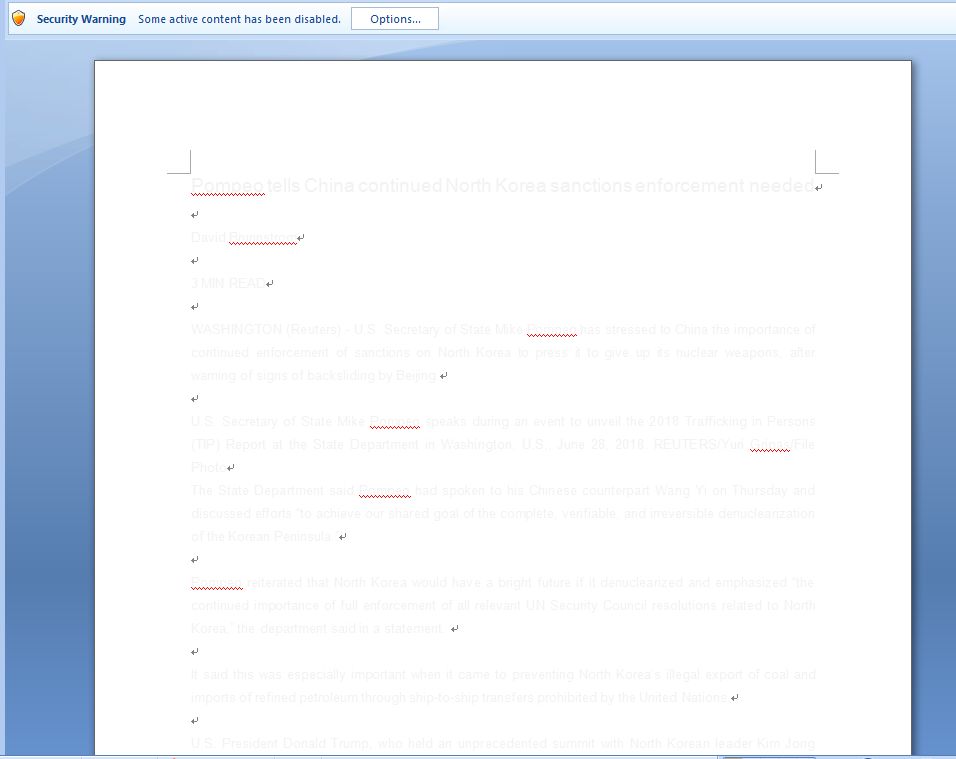 Security Warning Some active content has been disabled. Options...
Pompeo tells China continued North Korea sanctions enforcement needed
David
3 MIN READ
WASHINGTON (Reuters) - U.S. Secretary of State Mike Pompeo has stressed to China the importance of
continued enforcement of sanctions on North Korea to press it to give up its nuclear weapons, after
warning of signs of backsliding by Beijing.
U.S. Secretary of State Mike Pompeo speaks during an event to unveil the 2018 Trafficking in Persons
(TIP) Report at the State Department in Washington, U.S., June 28, 2018. REUTERS/Yuri Gripas/File
Photo
The State Department said Pompeo had spoken to his Chinese counterpart Wang Yi on Thursday and
discussed efforts “to achieve our shared goal of the complete, verifiable, and irreversible denuclearization
of the Korean Peninsula.
Pompeo reiterated that North Korea would have a bright future if it denuclearized and emphasized “the
continued importance of full enforcement of all relevant UN Security Council resolutions related to North
Korea,” the department said in a statement.
It said this was especially important when it came to preventing North Korea’s illegal export of coal and
imports of refined petroleum through ship-to-ship transfers prohibited by the United Nations.
U.S. President Donald Trump, who held an unprecedented summit with North Korean leader Kim Jong